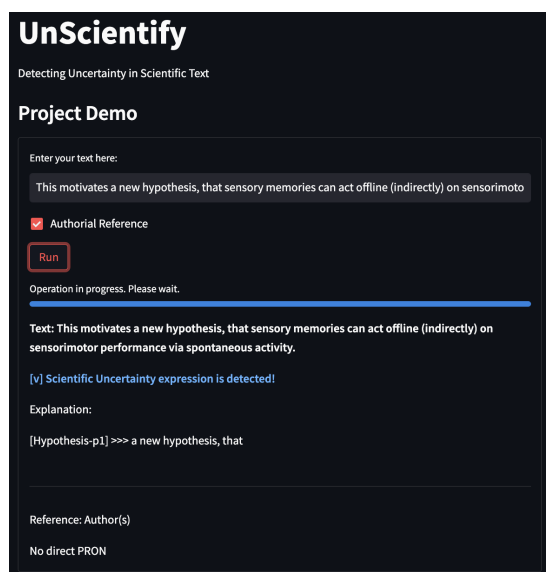 UnScientify
Detecting Uncertainty in Scientific Text
Project Demo
Enter your text here:
This motivates a new hypothesis, that sensory memories can act offline (indirectly) on sensorimoto
Authorial Reference
Run
Operation in progress. Please wait.
Text: This motivates a new hypothesis, that sensory memories can act offline (indirectly) on
sensorimotor performance via spontaneous activity.
[v] Scientific Uncertainty expression is detected!
Explanation:
[Hypothesis-p1] >>> a new hypothesis, that
Reference: Author(s)
No direct PRON